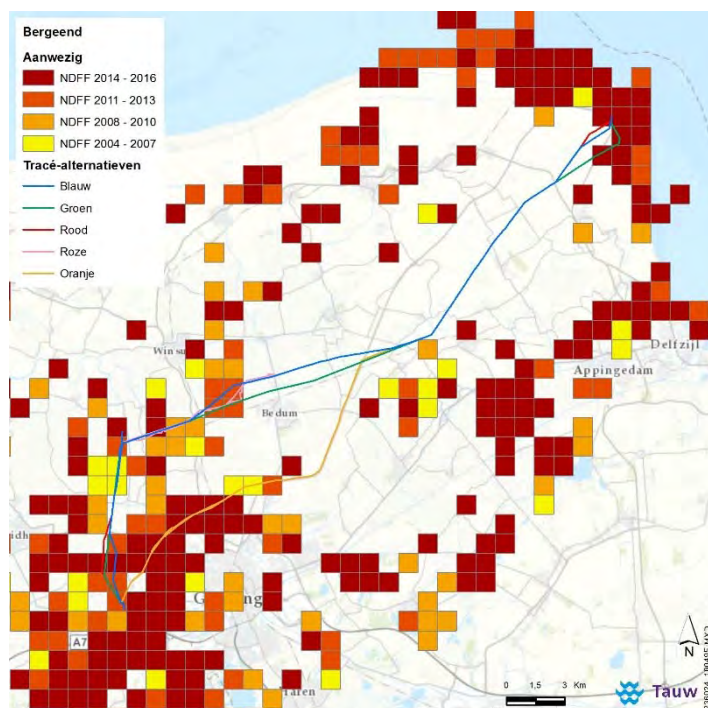 Bergeend
Aanwezig
NDFF 2014 - 2016
NDFF 2011 - 2013
NDFF 2008 - 2010
NDFF 2004 - 2007
Tracé-alternatieven
Blauw
Groen
Rood
Roze
Oranje
Delfzijl
Appingedam
Bedum
A7
N
0 1,5 3 Km
Tauw